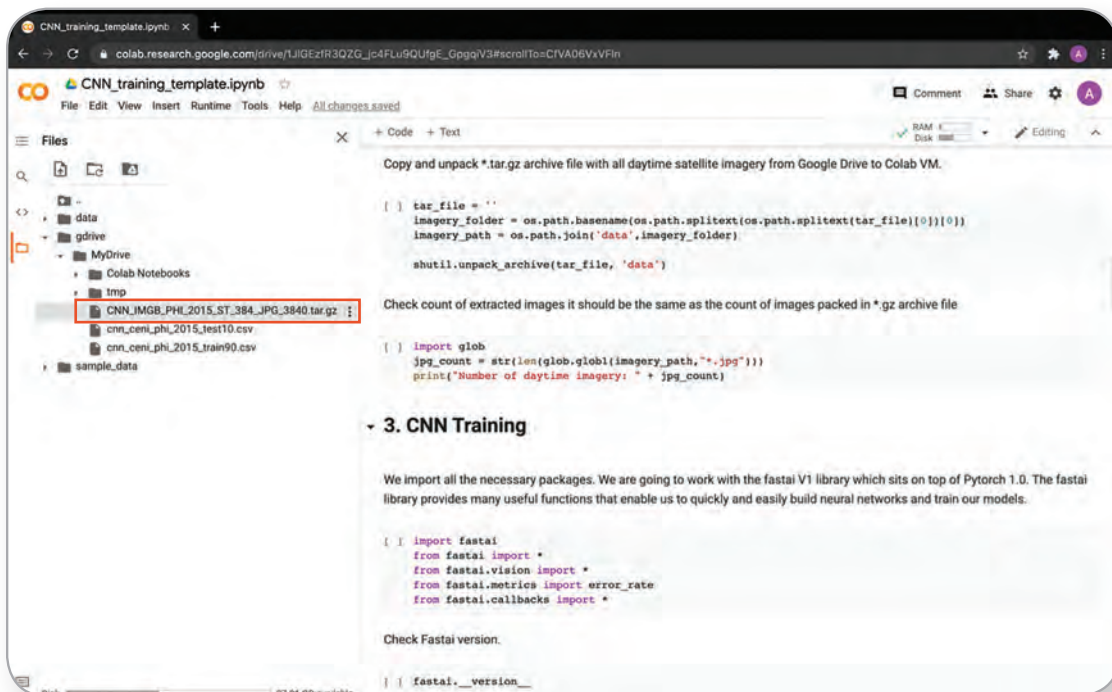 CNN_training_template.ipynb
colab.research.google.com/drive/1JIGEzfR3QZG_jc4FLu9QUfgE_GpgqiV3#scrollTo=CfVA06VxVFln
A
CO
CNN_training_template.ipynb
File Edit View Insert Runtime Tools Help All changes saved
Comment Share A
Files
+ Code + Text
RAM
Disk
Editing
..
data
gdrive
MyDrive
Colab Notebooks
tmp
CNN_IMGB_PHI_2015_ST_384_JPG_3840.tar.gz
cnn_ceni_phi_2015_test10.csv
cnn_ceni_phi_2015_train90.csv
sample_data
Copy and unpack *.tar.gz archive file with all daytime satellite imagery from Google Drive to Colab VM.
[ ] tar_file = ''
imagery_folder = os.path.basename(os.path.splitext(os.path.splitext(tar_file)[0])[0])
imagery_path = os.path.join('data',imagery_folder)
shutil.unpack_archive(tar_file, 'data')
Check count of extracted images it should be the same as the count of images packed in *.gz archive file
[ ] import glob
jpg_count = str(len(glob.glob1(imagery_path,"*.jpg")))
print("Number of daytime imagery: " + jpg_count)
3. CNN Training
We import all the necessary packages. We are going to work with the fastai V1 library which sits on top of Pytorch 1.0. The fastai
library provides many useful functions that enable us to quickly and easily build neural networks and train our models.
[ ] import fastai
from fastai import *
from fastai.vision import *
from fastai.metrics import error_rate
from fastai.callbacks import *
Check Fastai version.
[ ] fastai.__version__